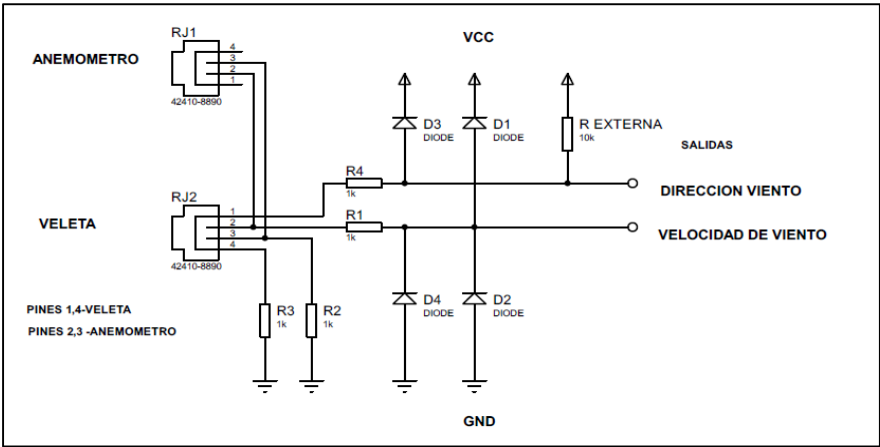 RJ1
ANEMOMETRO
4
3
2
1
42410-8890
VCC
D3
DIODE
D1
DIODE
R EXTERNA
10k
SALIDAS
R4
1k
DIRECCION VIENTO
RJ2
VELETA
1
2
3
4
42410-8890
R1
1k
VELOCIDAD DE VIENTO
PINES 1,4-VELETA
PINES 2,3 -ANEMOMETRO
R3
1k
R2
1k
D4
DIODE
D2
DIODE
GND